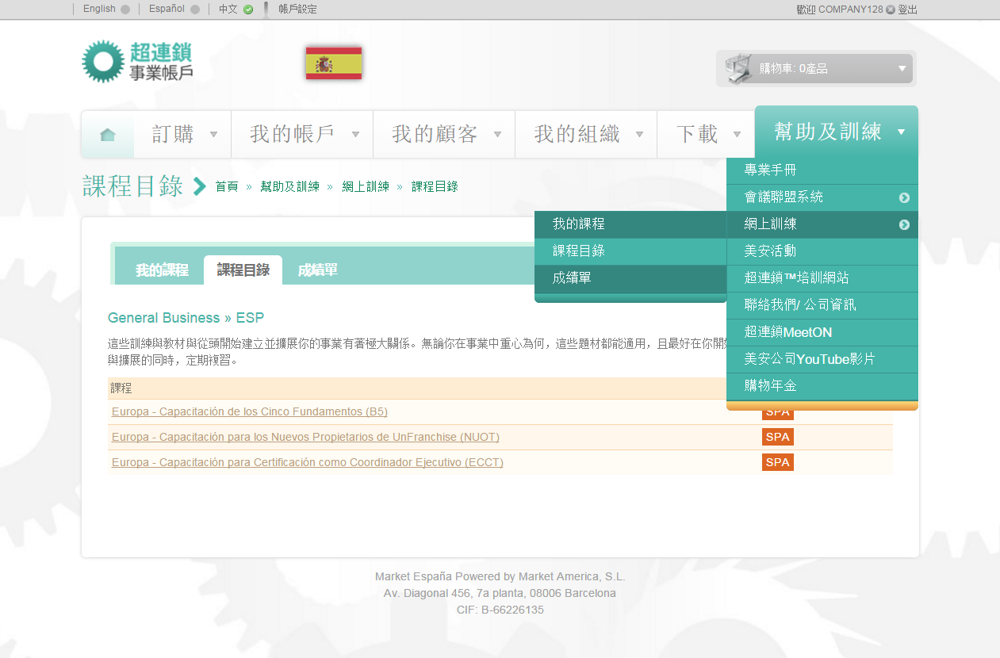 English
Español
中文
帳戶設定
歡迎 COMPANY128 登出
超連鎖
事業帳戶
購物車: 0產品
訂購
我的帳戶
我的顧客
我的組織
下載
幫助及訓練
專業手冊
會議聯盟系統
網上訓練
美安活動
超連鎖™培訓網站
聯絡我們/ 公司資訊
超連鎖MeetON
美安公司YouTube影片
購物年金
我的課程
課程目錄
成績單
課程目錄
首頁 » 幫助及訓練 » 網上訓練 » 課程目錄
我的課程
課程目錄
成績單
General Business » ESP
這些訓練與教材與從頭開始建立並擴展你的事業有著極大關係。無論你在事業中重心為何，這些題材都能適用，且最好在你開
與擴展的同時，定期複習。
課程
Europa - Capacitación de los Cinco Fundamentos (B5) SPA
Europa - Capacitación para los Nuevos Propietarios de UnFranchise (NUOT) SPA
Europa - Capacitación para Certificación como Coordinador Ejecutivo (ECCT) SPA
Market España Powered by Market America, S.L.
Av. Diagonal 456, 7a planta, 08006 Barcelona
CIF: B-66226135